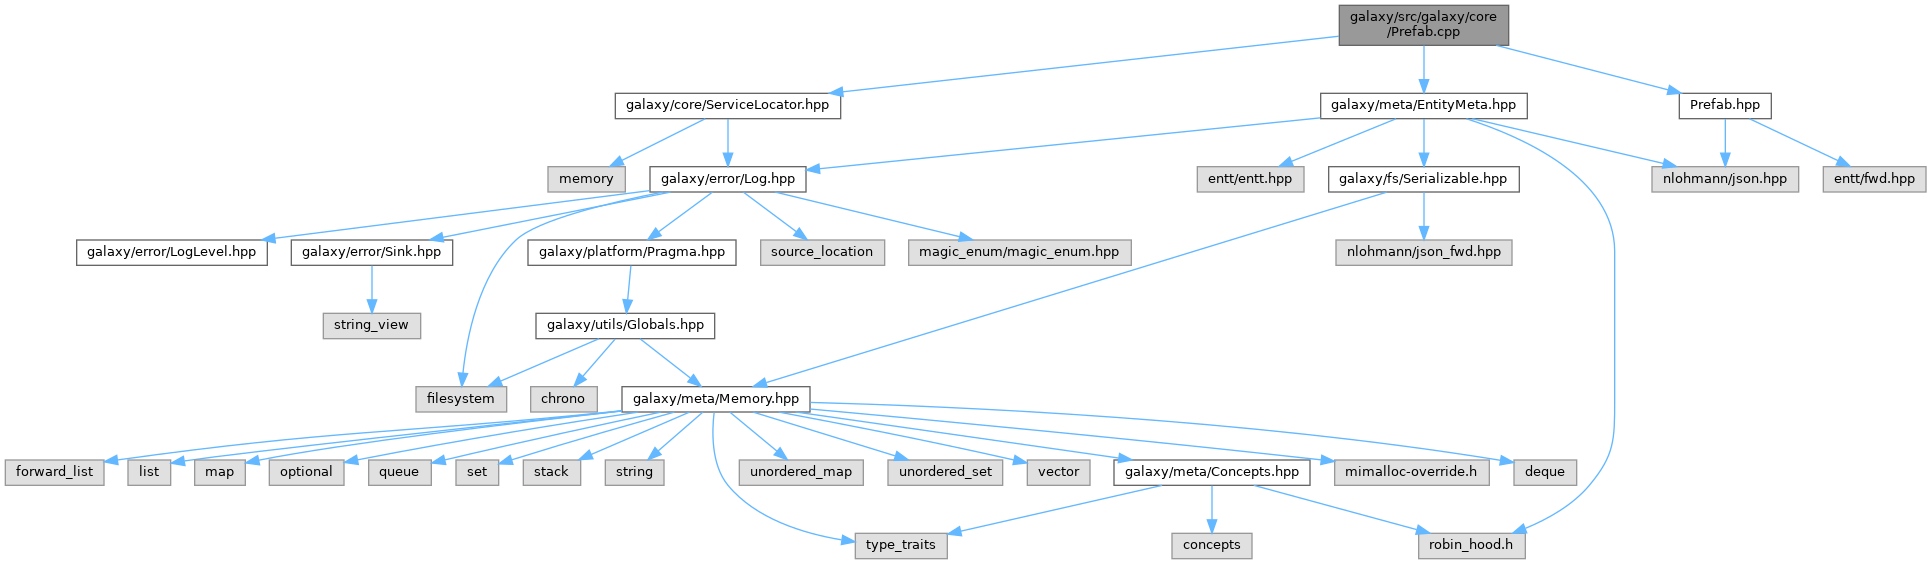 galaxy/src/galaxy/core
/Prefab.cpp
galaxy/core/ServiceLocator.hpp
galaxy/meta/EntityMeta.hpp
Prefab.hpp
memory
galaxy/error/Log.hpp
entt/entt.hpp
galaxy/fs/Serializable.hpp
nlohmann/json.hpp
entt/fwd.hpp
galaxy/error/LogLevel.hpp
galaxy/error/Sink.hpp
galaxy/platform/Pragma.hpp
source_location
magic_enum/magic_enum.hpp
nlohmann/json_fwd.hpp
string_view
galaxy/utils/Globals.hpp
filesystem
chrono
galaxy/meta/Memory.hpp
forward_list
list
map
optional
queue
set
stack
string
unordered_map
unordered_set
vector
galaxy/meta/Concepts.hpp
mimalloc-override.h
deque
type_traits
concepts
robin_hood.h